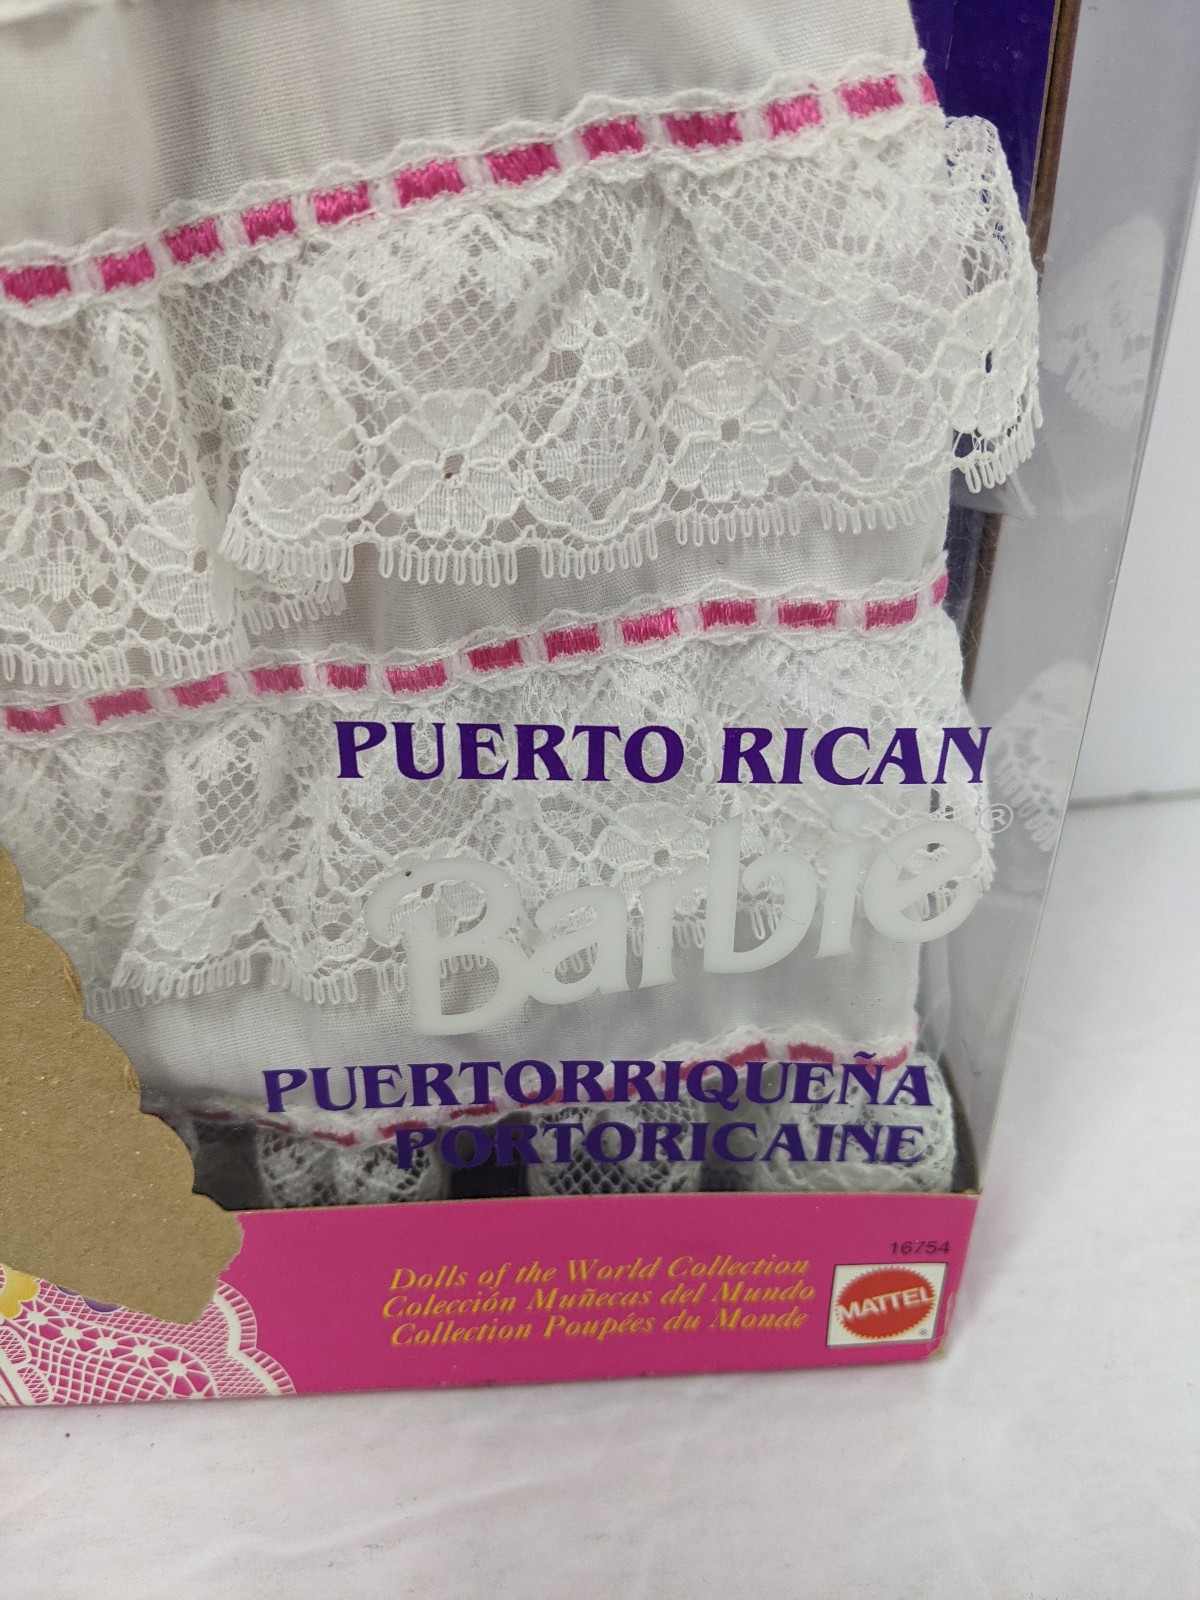 PUERTO RICAN
Barbie®
PUERTORRIQUEÑA
PORTORICAINE
16754
Dolls of the World Collection
Colección Muñecas del Mundo
Collection Poupées du Monde
MATTEL®